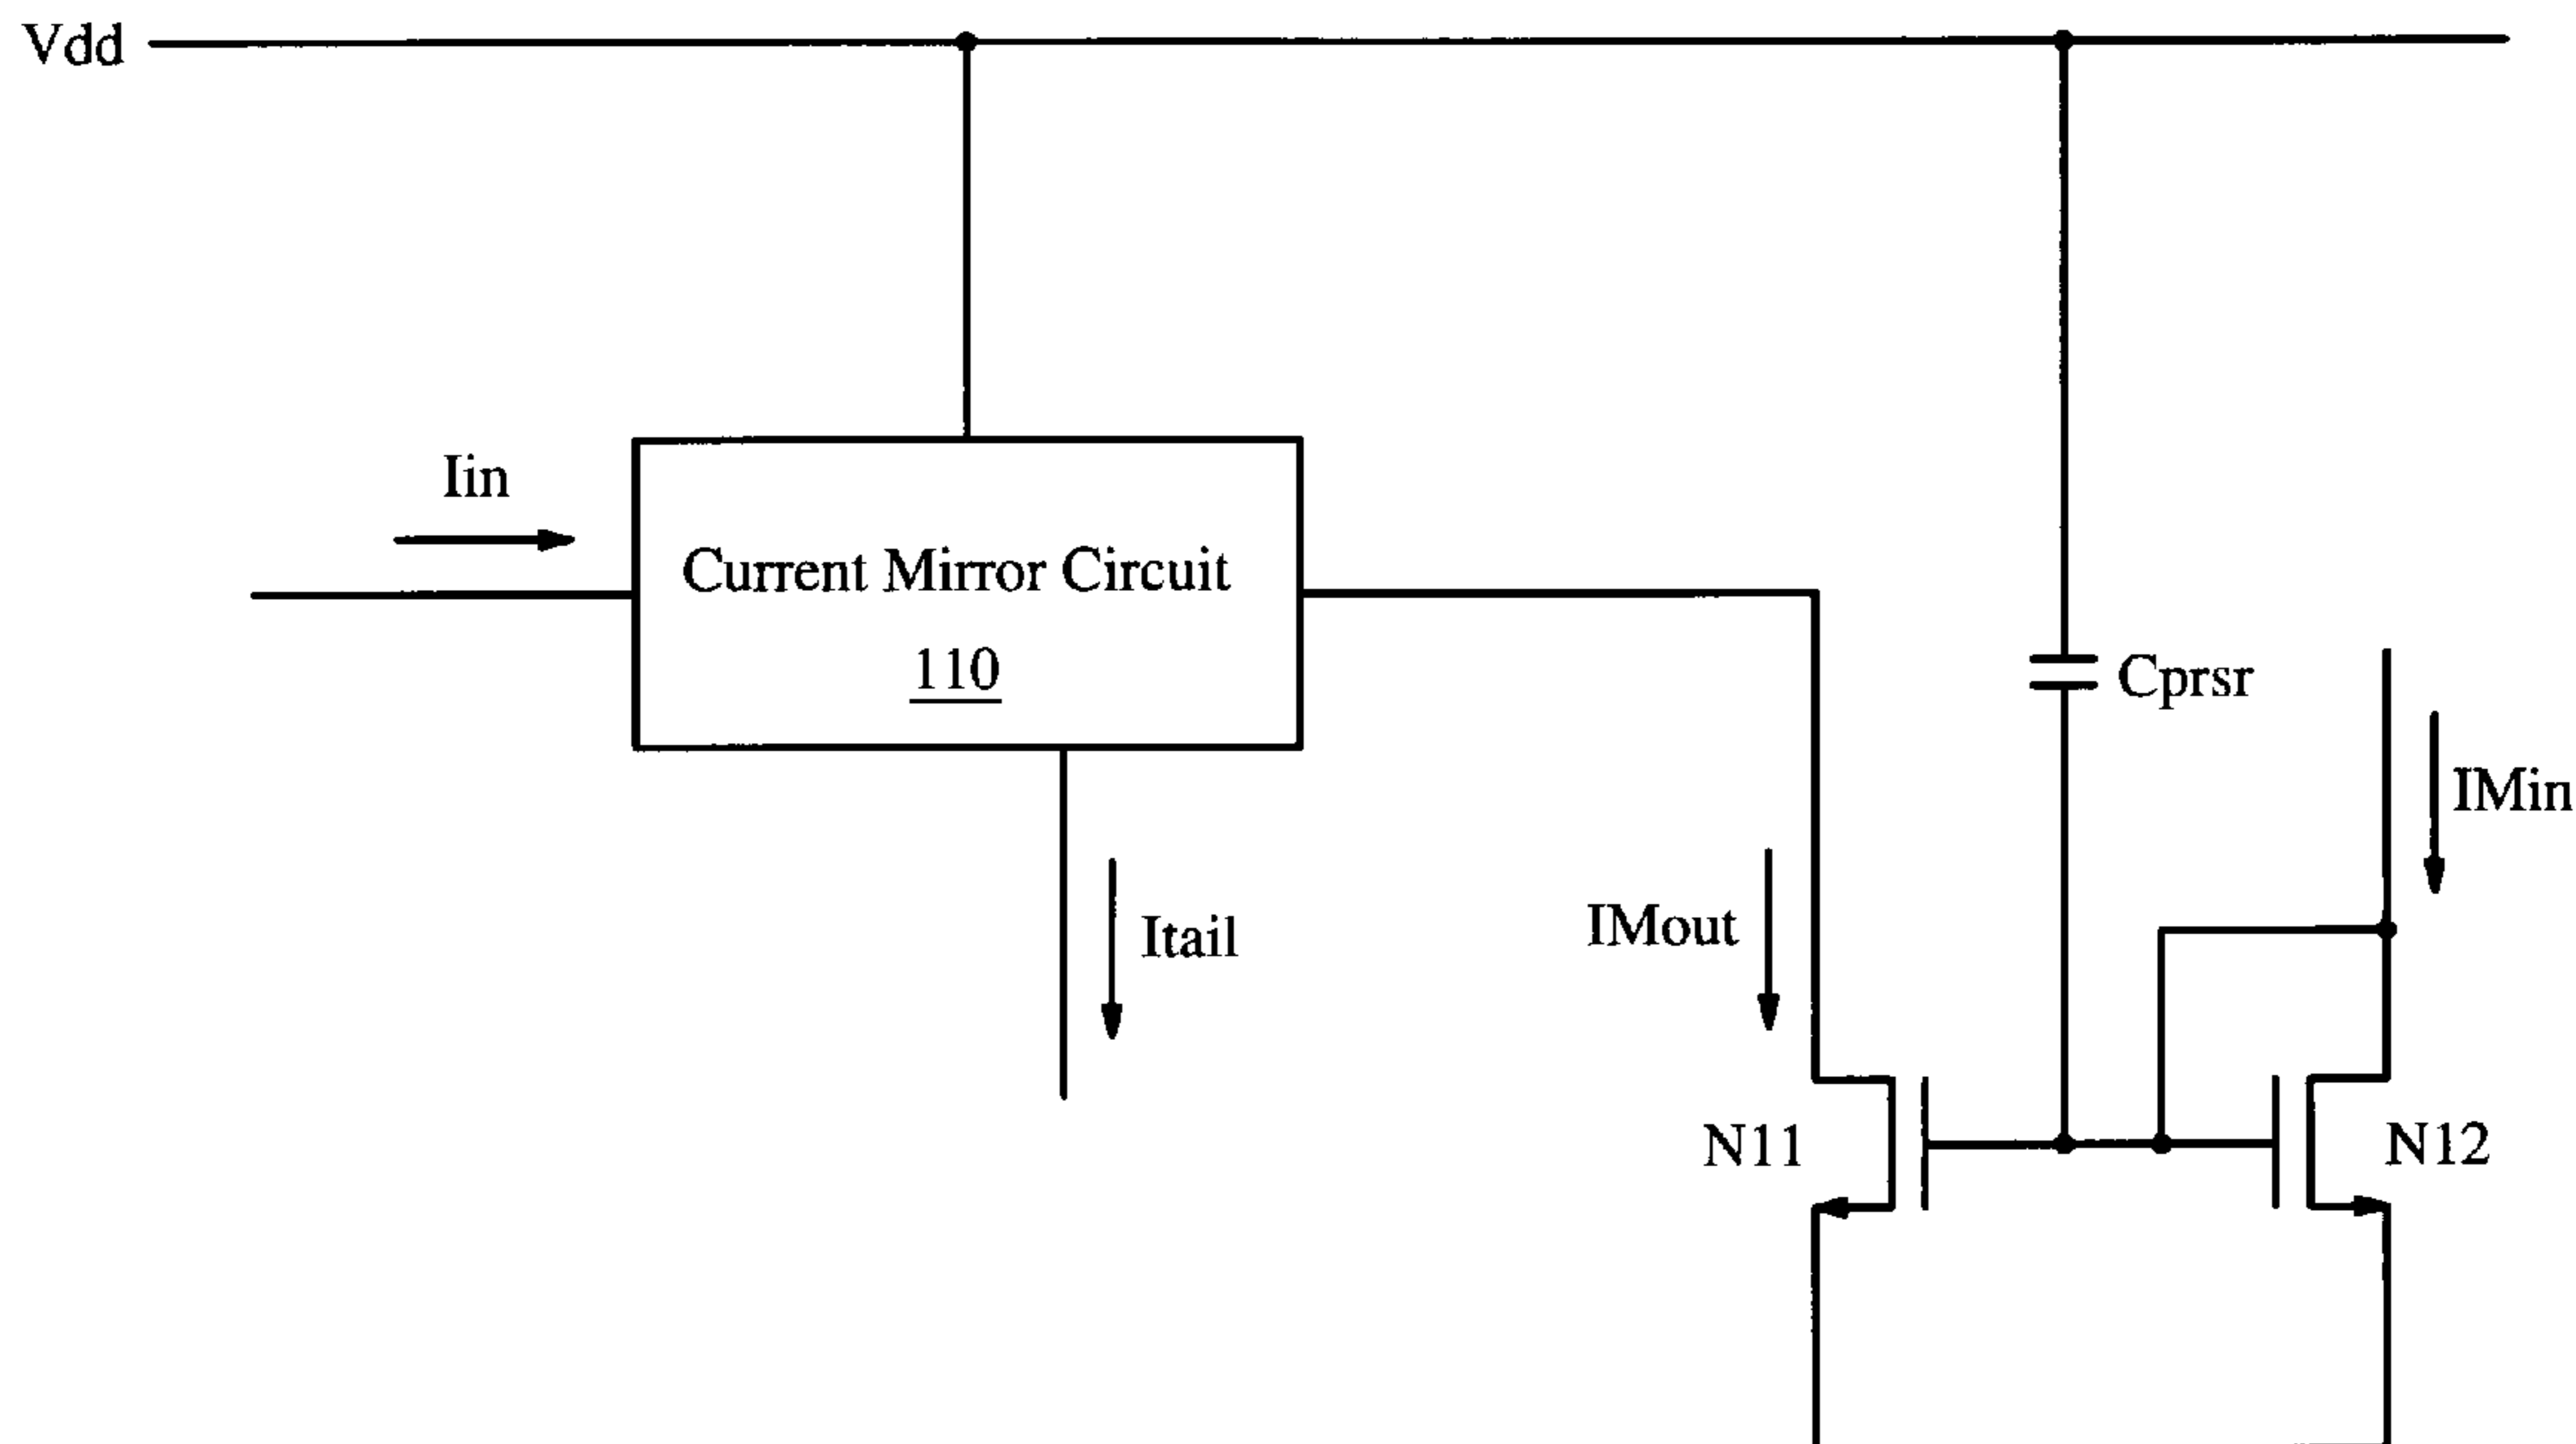 Vdd
Iin
Current Mirror Circuit
110
Cprsr
IMin
IMout
Itail
N11
N12